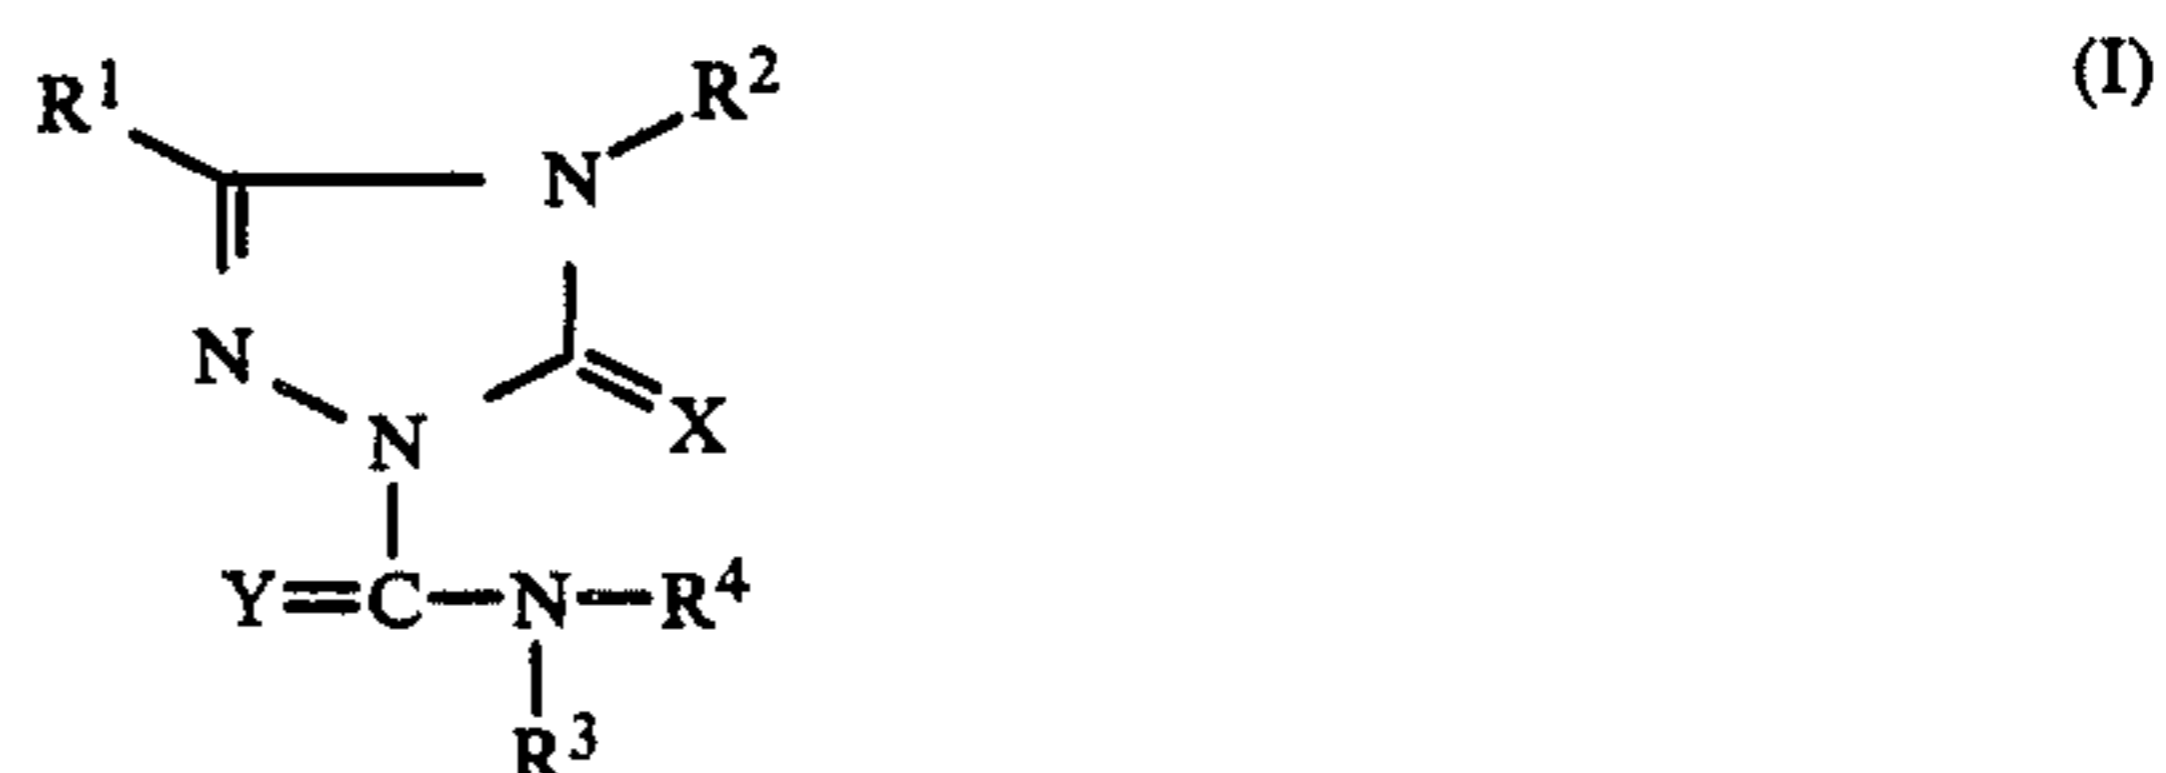 R¹ R² (I)
N
N X
N
Y=C—N—R⁴
R³